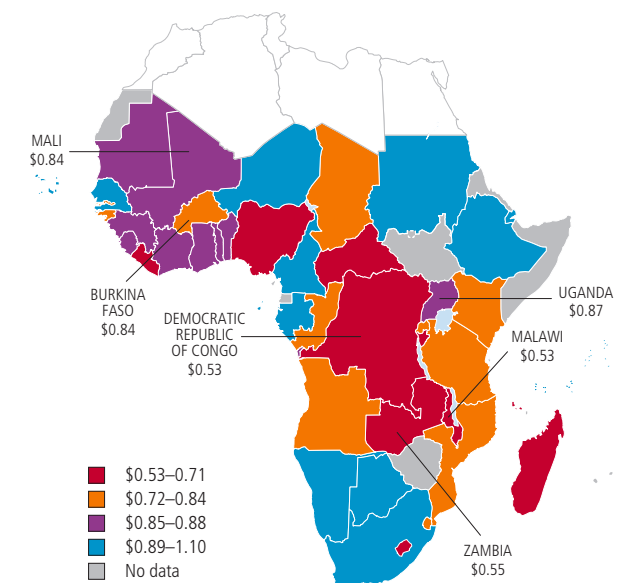 MALI
$0.84
BURKINA
FASO
$0.84
DEMOCRATIC
REPUBLIC
OF CONGO
$0.53
UGANDA
$0.87
MALAWI
$0.53
ZAMBIA
$0.55
$0.53–0.71
$0.72–0.84
$0.85–0.88
$0.89–1.10
No data